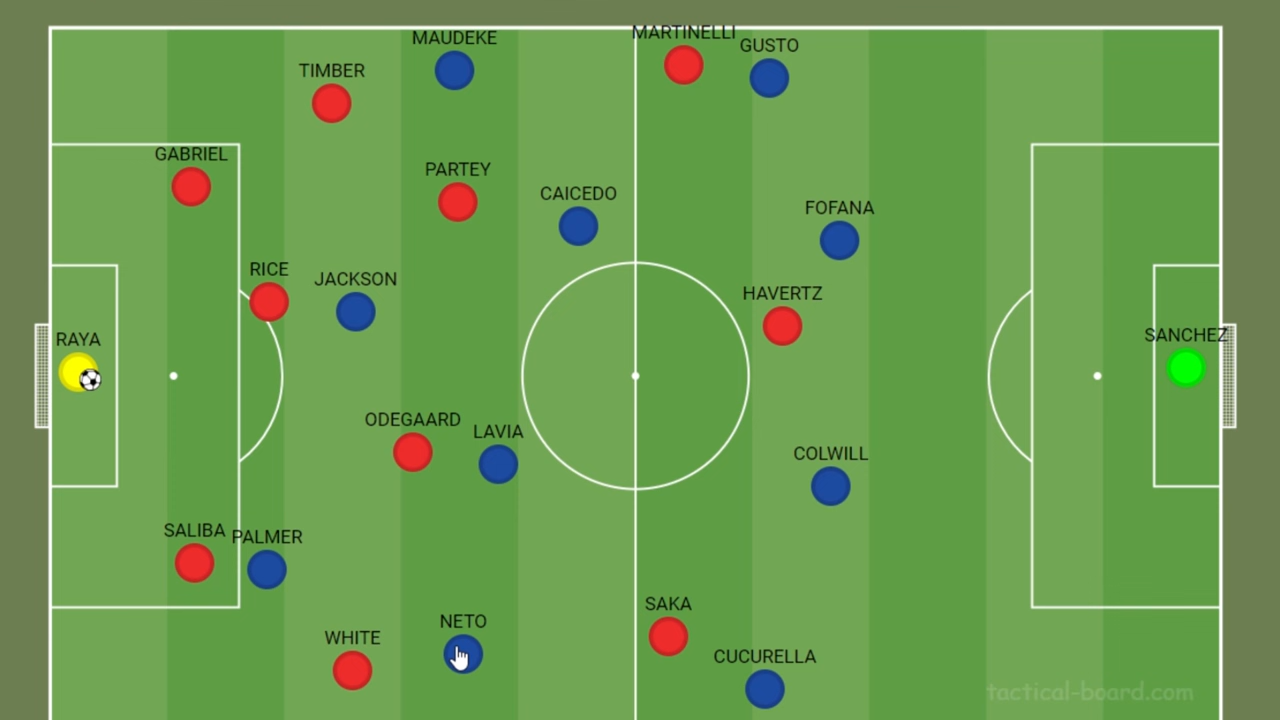 MAUDEKE
MARTINELLI
GUSTO
TIMBER
GABRIEL
PARTEY
CAICEDO
FOFANA
RICE
JACKSON
HAVERTZ
RAYA
SANCHEZ
ODEGAARD
LAVIA
COLWILL
SALIBA
PALMER
SAKA
NETO
WHITE
CUCURELLA
tactical-board.com